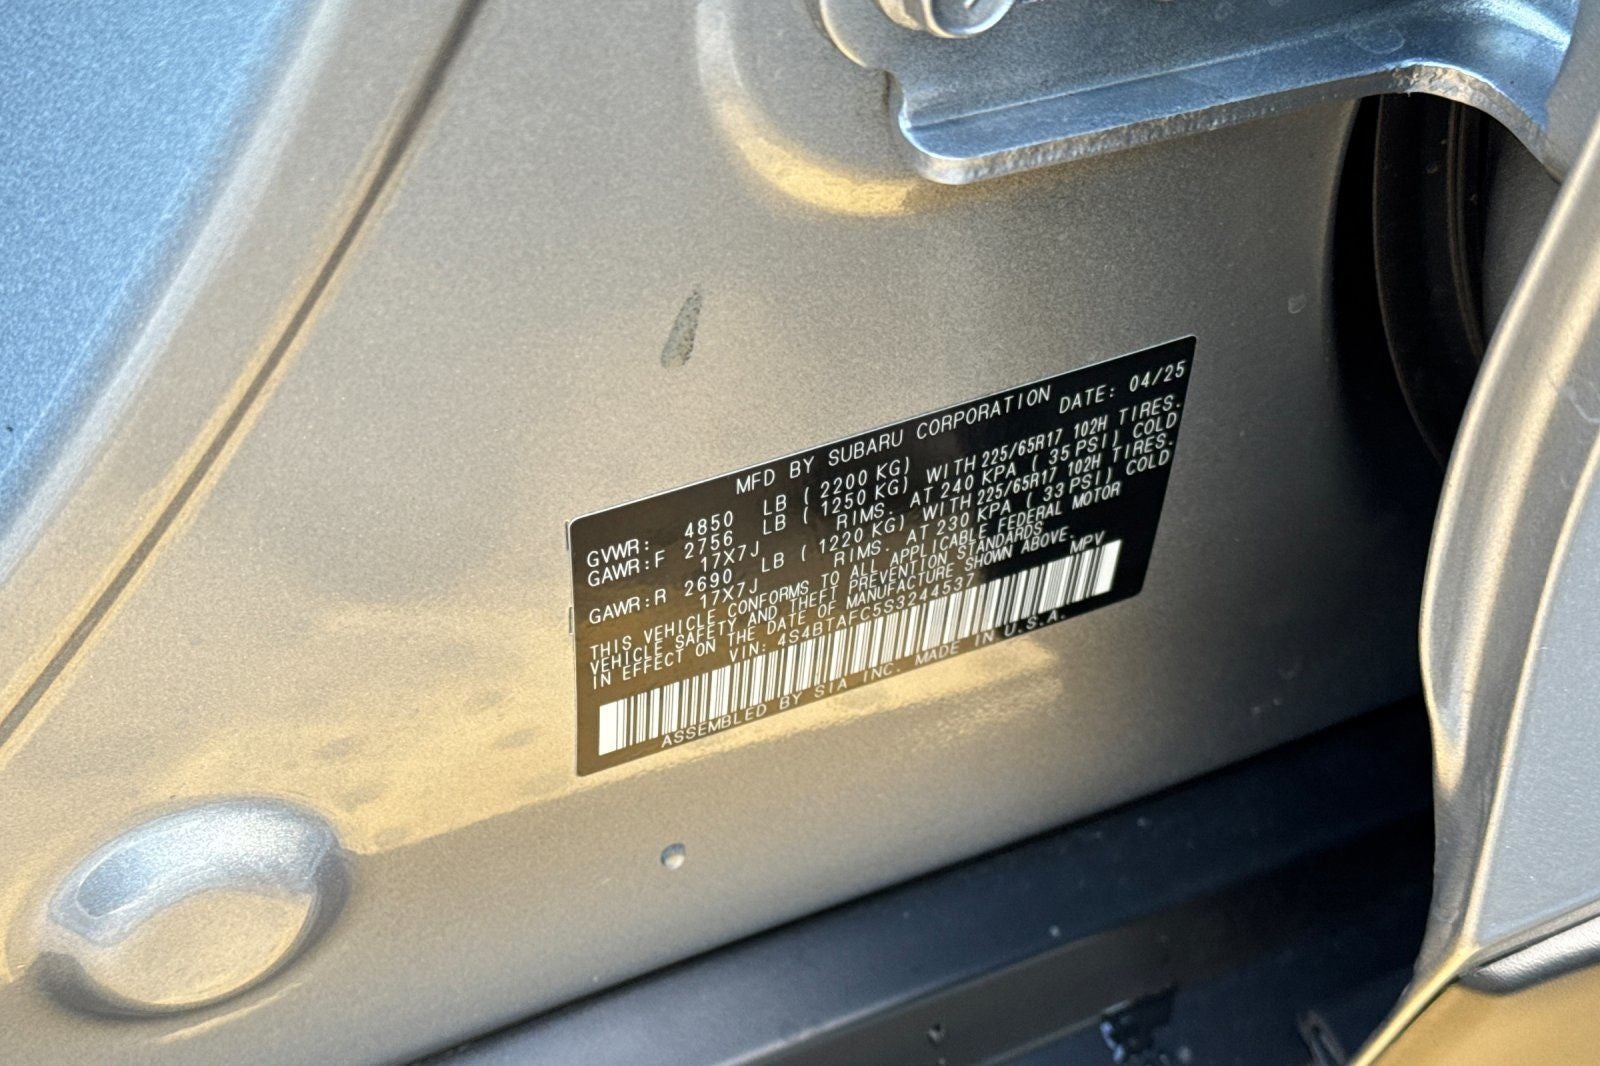 MFD BY SUBARU CORPORATION
DATE: 04/25
GVWR: 4850 LB ( 2200 KG)
GAWR:F 2756 LB ( 1250 KG) WITH 225/65R17 102H TIRES.
17X7J RIMS. AT 240 KPA ( 35 PSI) COLD
GAWR:R 2690 LB ( 1220 KG) WITH 225/65R17 102H TIRES.
17X7J RIMS. AT 230 KPA ( 33 PSI) COLD
THIS VEHICLE CONFORMS TO ALL APPLICABLE FEDERAL MOTOR
VEHICLE SAFETY AND THEFT PREVENTION STANDARDS
IN EFFECT ON THE DATE OF MANUFACTURE SHOWN ABOVE.
VIN: 4S4BTAFC5S3244537 MPV
ASSEMBLED BY SIA INC. MADE IN U.S.A.